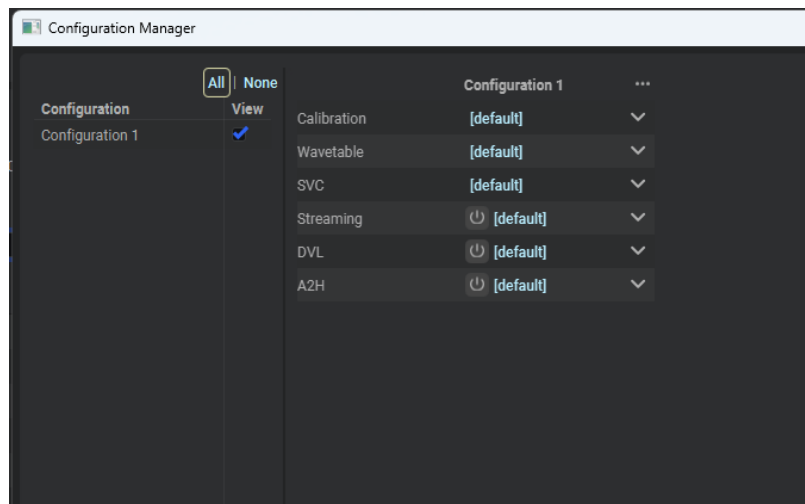 Configuration Manager
All | None
Configuration View
Configuration 1
Configuration 1 ...
Calibration [default]
Wavetable [default]
SVC [default]
Streaming [default]
DVL [default]
A2H [default]